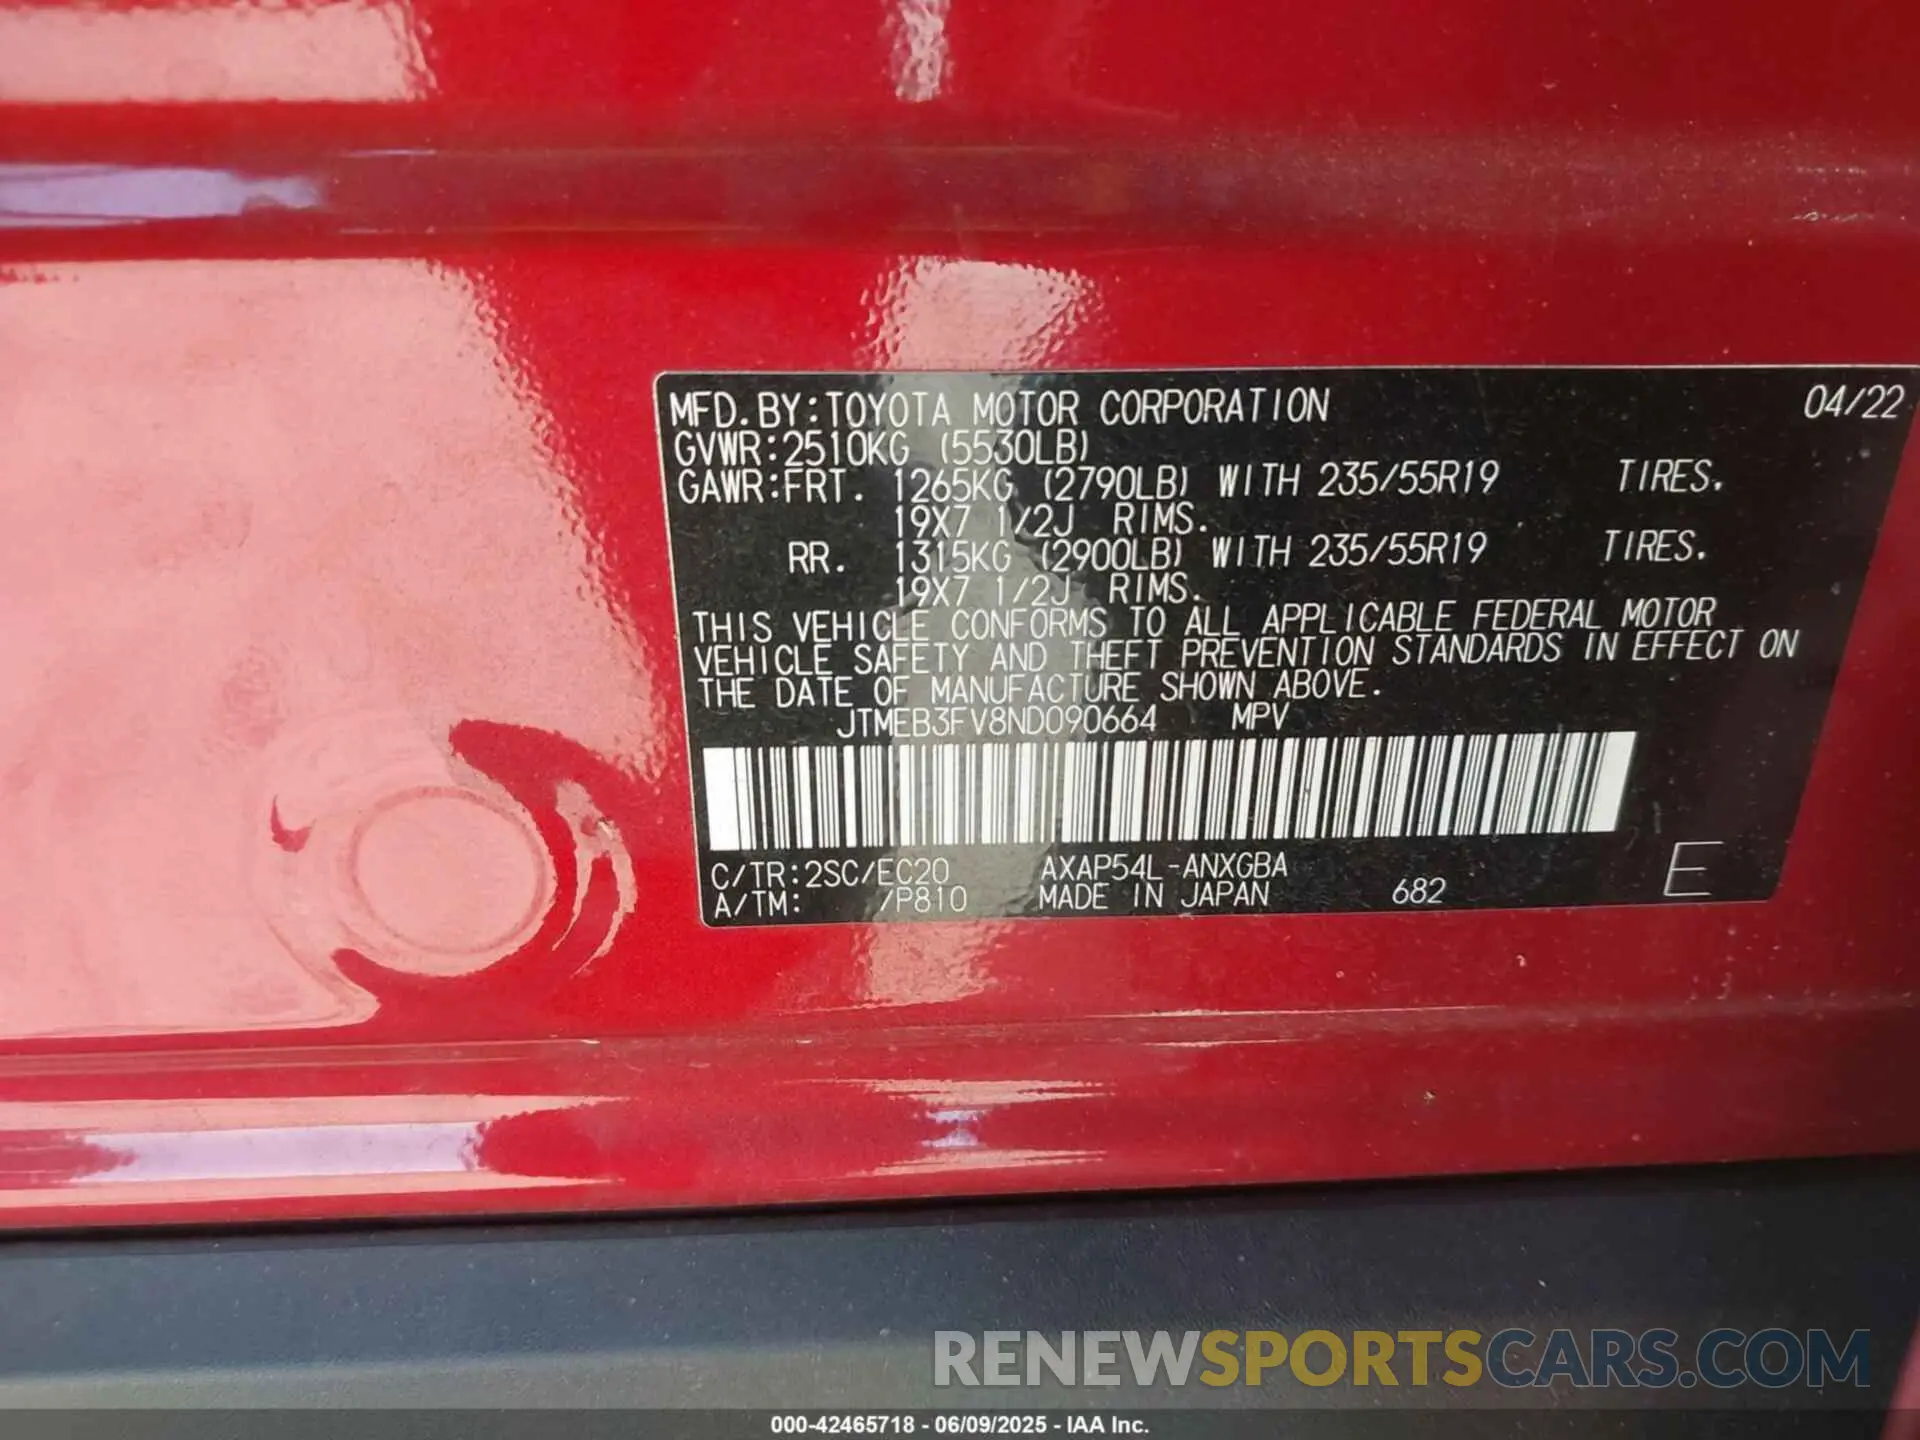 MFD.BY:TOYOTA MOTOR CORPORATION 04/22
GVWR:2510KG (5530LB)
GAWR:FRT. 1265KG (2790LB) WITH 235/55R19 TIRES.
19X7 1/2J RIMS.
RR. 1315KG (2900LB) WITH 235/55R19 TIRES.
19X7 1/2J RIMS.
THIS VEHICLE CONFORMS TO ALL APPLICABLE FEDERAL MOTOR
VEHICLE SAFETY AND THEFT PREVENTION STANDARDS IN EFFECT ON
THE DATE OF MANUFACTURE SHOWN ABOVE.
JTMEB3FV8ND090664 MPV
C/TR:2SC/EC20 AXAP54L-ANXGBA
A/TM: /P810 MADE IN JAPAN 682 E
RENEWSPORTSCARS.COM
000-42465718 - 06/09/2025 - IAA Inc.